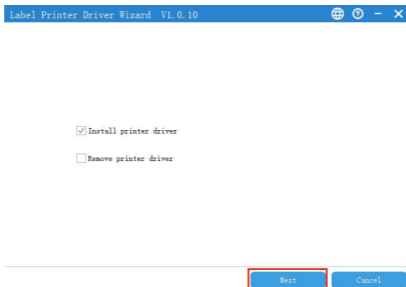 Label Printer Driver Wizard V1.0.10
Install printer driver
Remove printer driver
Next Cancel